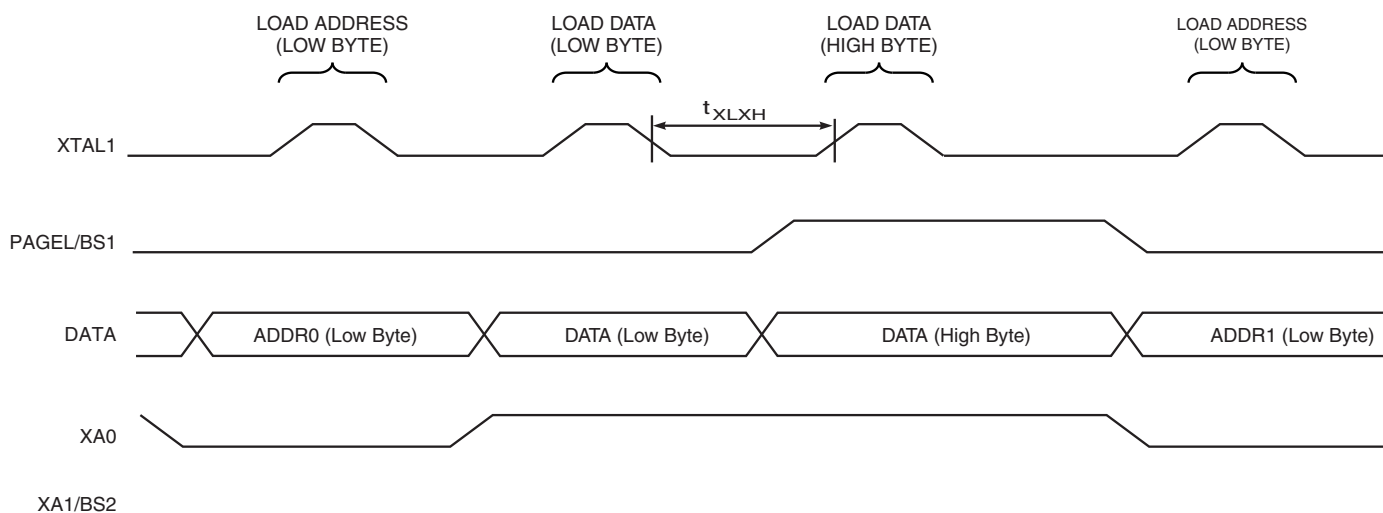 LOAD ADDRESS
(LOW BYTE)
LOAD DATA
(LOW BYTE)
LOAD DATA
(HIGH BYTE)
LOAD ADDRESS
(LOW BYTE)
tXLXH
XTAL1
PAGEL/BS1
DATA
ADDR0 (Low Byte)
DATA (Low Byte)
DATA (High Byte)
ADDR1 (Low Byte)
XA0
XA1/BS2